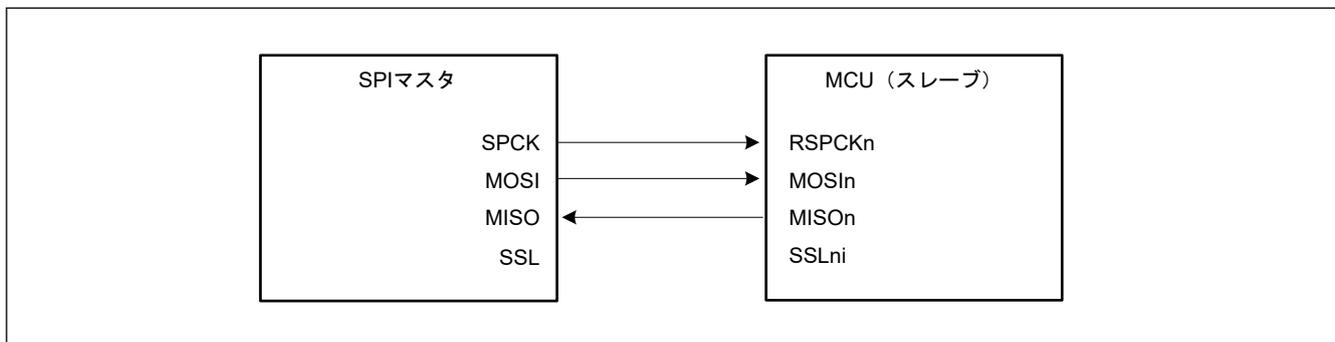 SPIマスタ
SPCK
MOSI
MISO
SSL
MCU（スレーブ）
RSPCKn
MOSIn
MISOn
SSLni